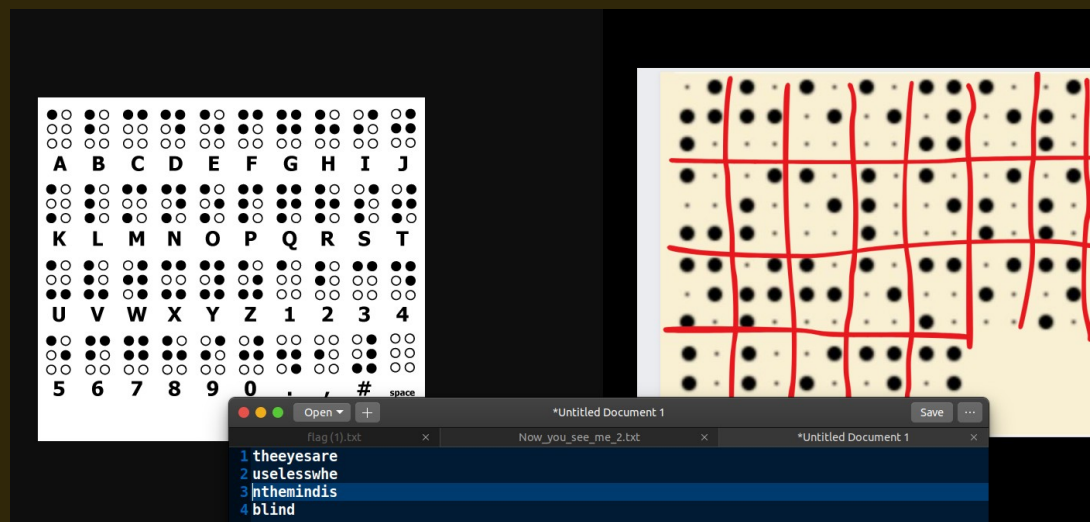 A B C D E F G H I J
K L M N O P Q R S T
U V W X Y Z 1 2 3 4
5 6 7 8 9 0 . , # space
Open
*Untitled Document 1
Save
flag (1).txt
Now_you_see_me_2.txt
*Untitled Document 1
1 theeyesare
2 uselesswhe
3 nthemindis
4 blind